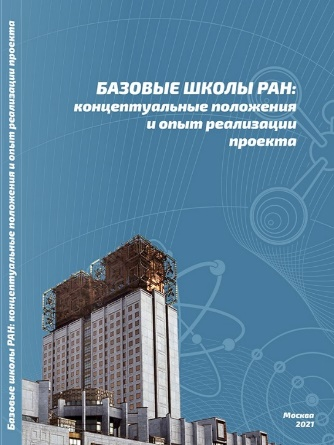 Базовые школы РАН: концептуальные положения и опыт реализации проекта
БАЗОВЫЕ ШКОЛЫ РАН:
концептуальные положения
и опыт реализации
проекта
Москва
2021